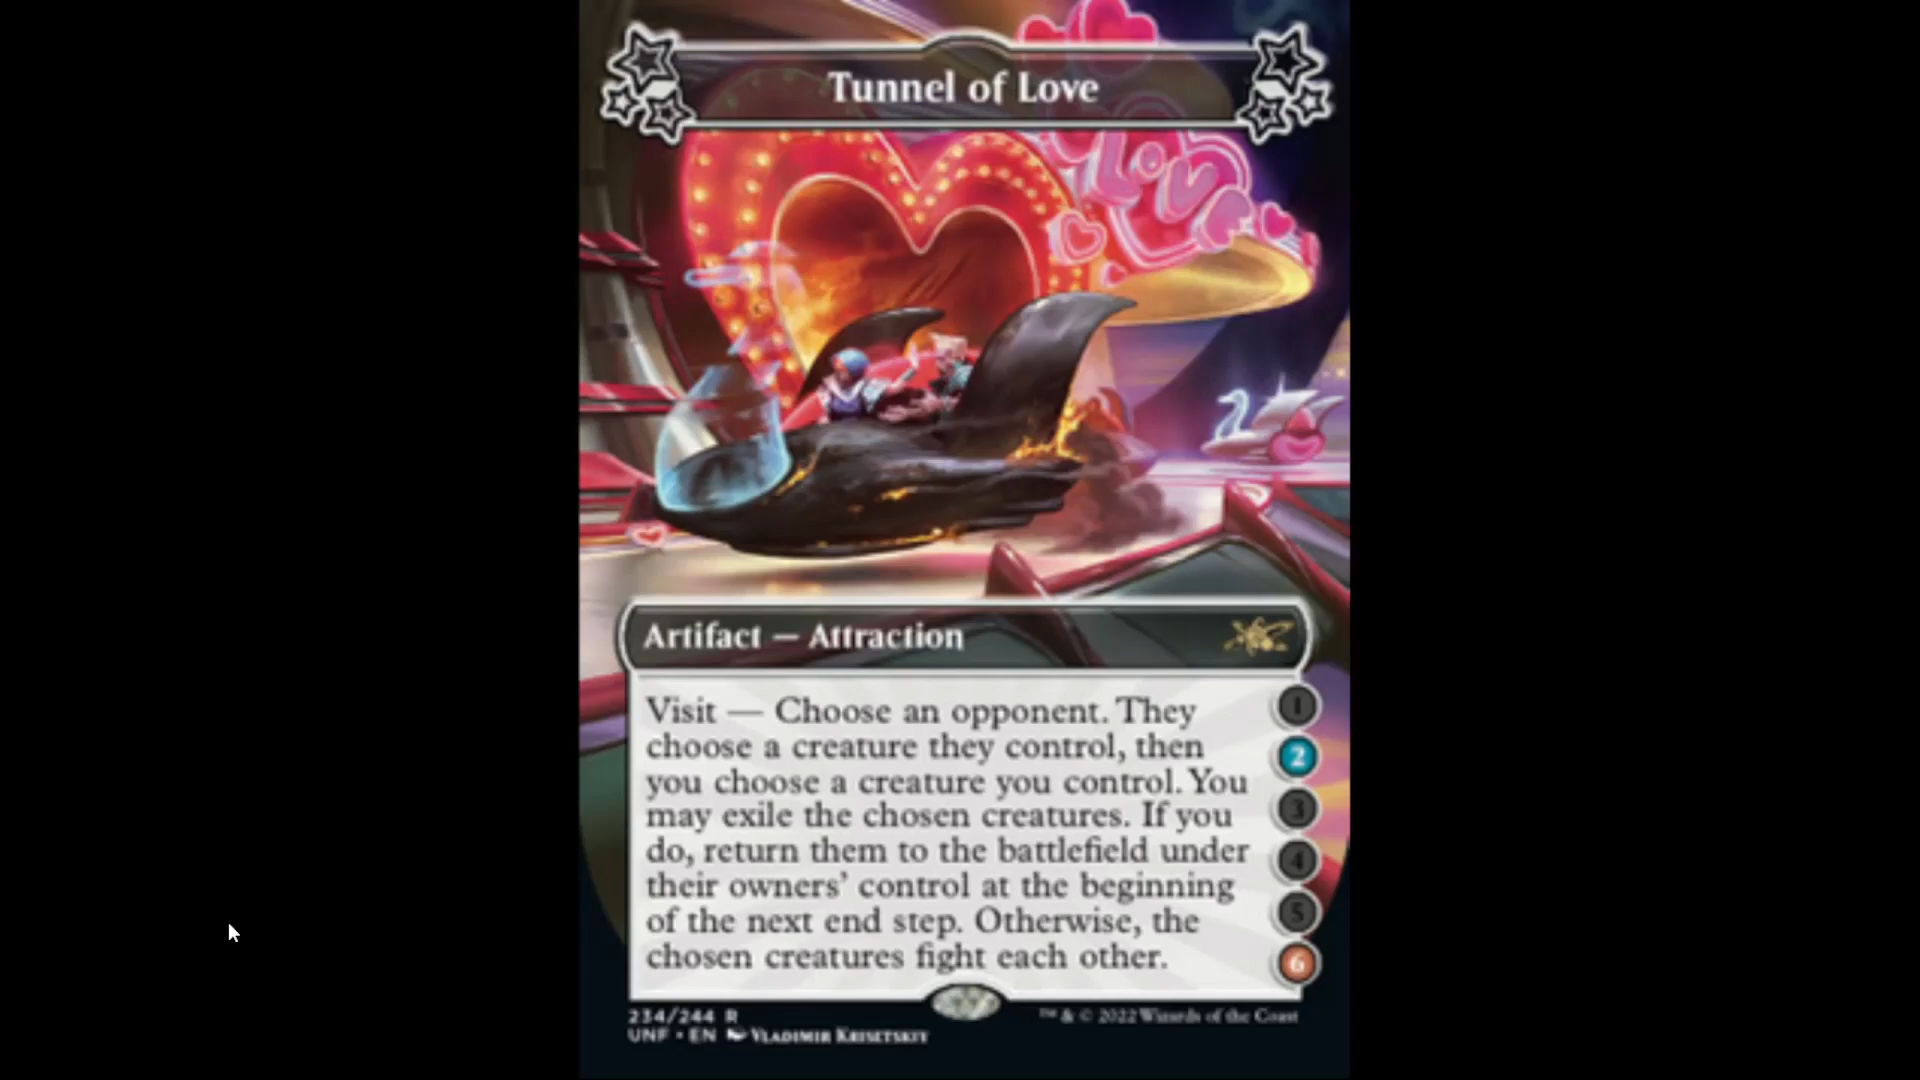 Tunnel of Love
Love
Artifact — Attraction
Visit — Choose an opponent. They
choose a creature they control, then
you choose a creature you control. You
may exile the chosen creatures. If you
do, return them to the battlefield under
their owners’ control at the beginning
of the next end step. Otherwise, the
chosen creatures fight each other.
1
2
3
4
5
6
234/244 R
™ & © 2022 Wizards of the Coast
UNF • EN Vladimir Krisetskiy